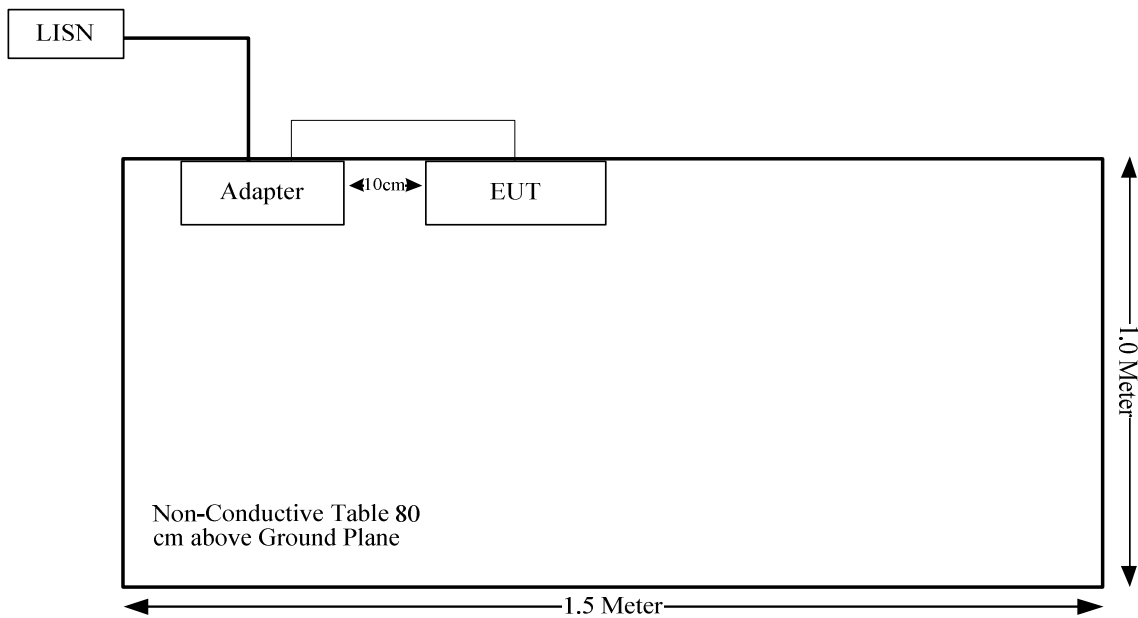 LISN
Adapter
10cm
EUT
1.0 Meter
Non-Conductive Table 80
cm above Ground Plane
1.5 Meter